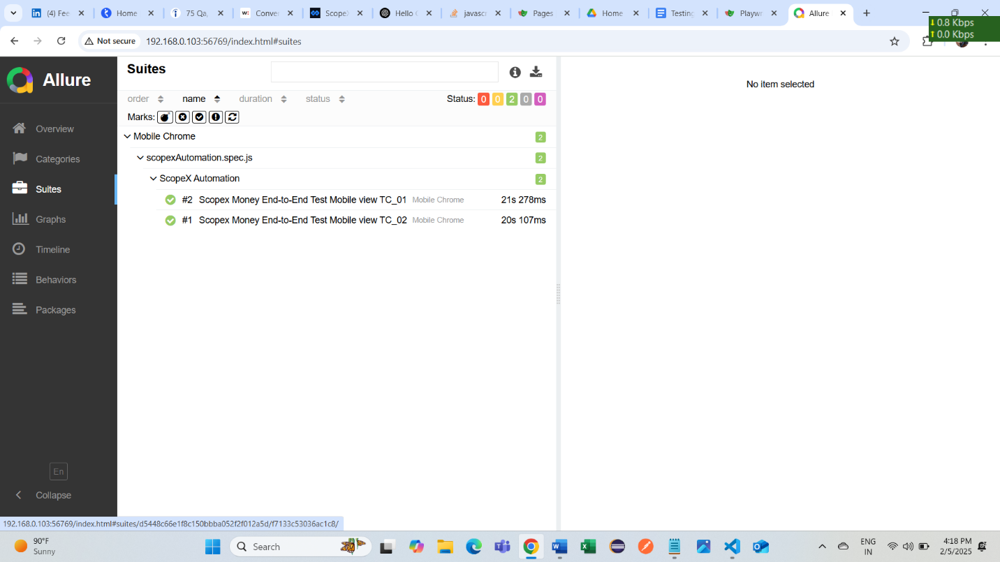 (4) Fee
Home
75 Qa,
Conver
Scope
Hello
javascr
Pages
Home
Testing
Playwr
Allure
0.8 Kbps
0.0 Kbps
Not secure
192.168.0.103:56769/index.html#suites
Allure
Overview
Categories
Suites
Graphs
Timeline
Behaviors
Packages
En
Collapse
Suites
order name duration status Status: 0 0 2 0 0
Marks:
Mobile Chrome 2
scopexAutomation.spec.js 2
ScopeX Automation 2
#2 Scopex Money End-to-End Test Mobile view TC_01 Mobile Chrome 21s 278ms
#1 Scopex Money End-to-End Test Mobile view TC_02 Mobile Chrome 20s 107ms
No item selected
192.168.0.103:56769/index.html#suites/d5448c66e1f8c150bbba052f2f012a5d/f7133c53036ac1c8/
90°F
Sunny
Search
ENG
IN
4:18 PM
2/5/2025